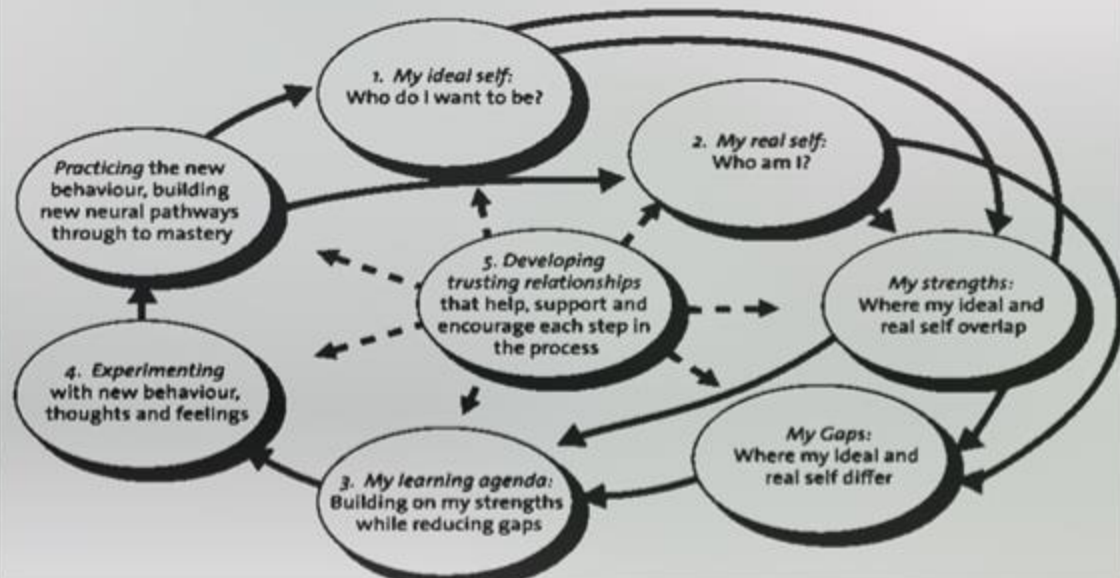 1. My ideal self:
Who do I want to be?
2. My real self:
Who am I?
Practicing the new
behaviour, building
new neural pathways
through to mastery
5. Developing
trusting relationships
that help, support and
encourage each step in
the process
My strengths:
Where my ideal and
real self overlap
4. Experimenting
with new behaviour,
thoughts and feelings
My Gaps:
Where my ideal and
real self differ
3. My learning agenda:
Building on my strengths
while reducing gaps